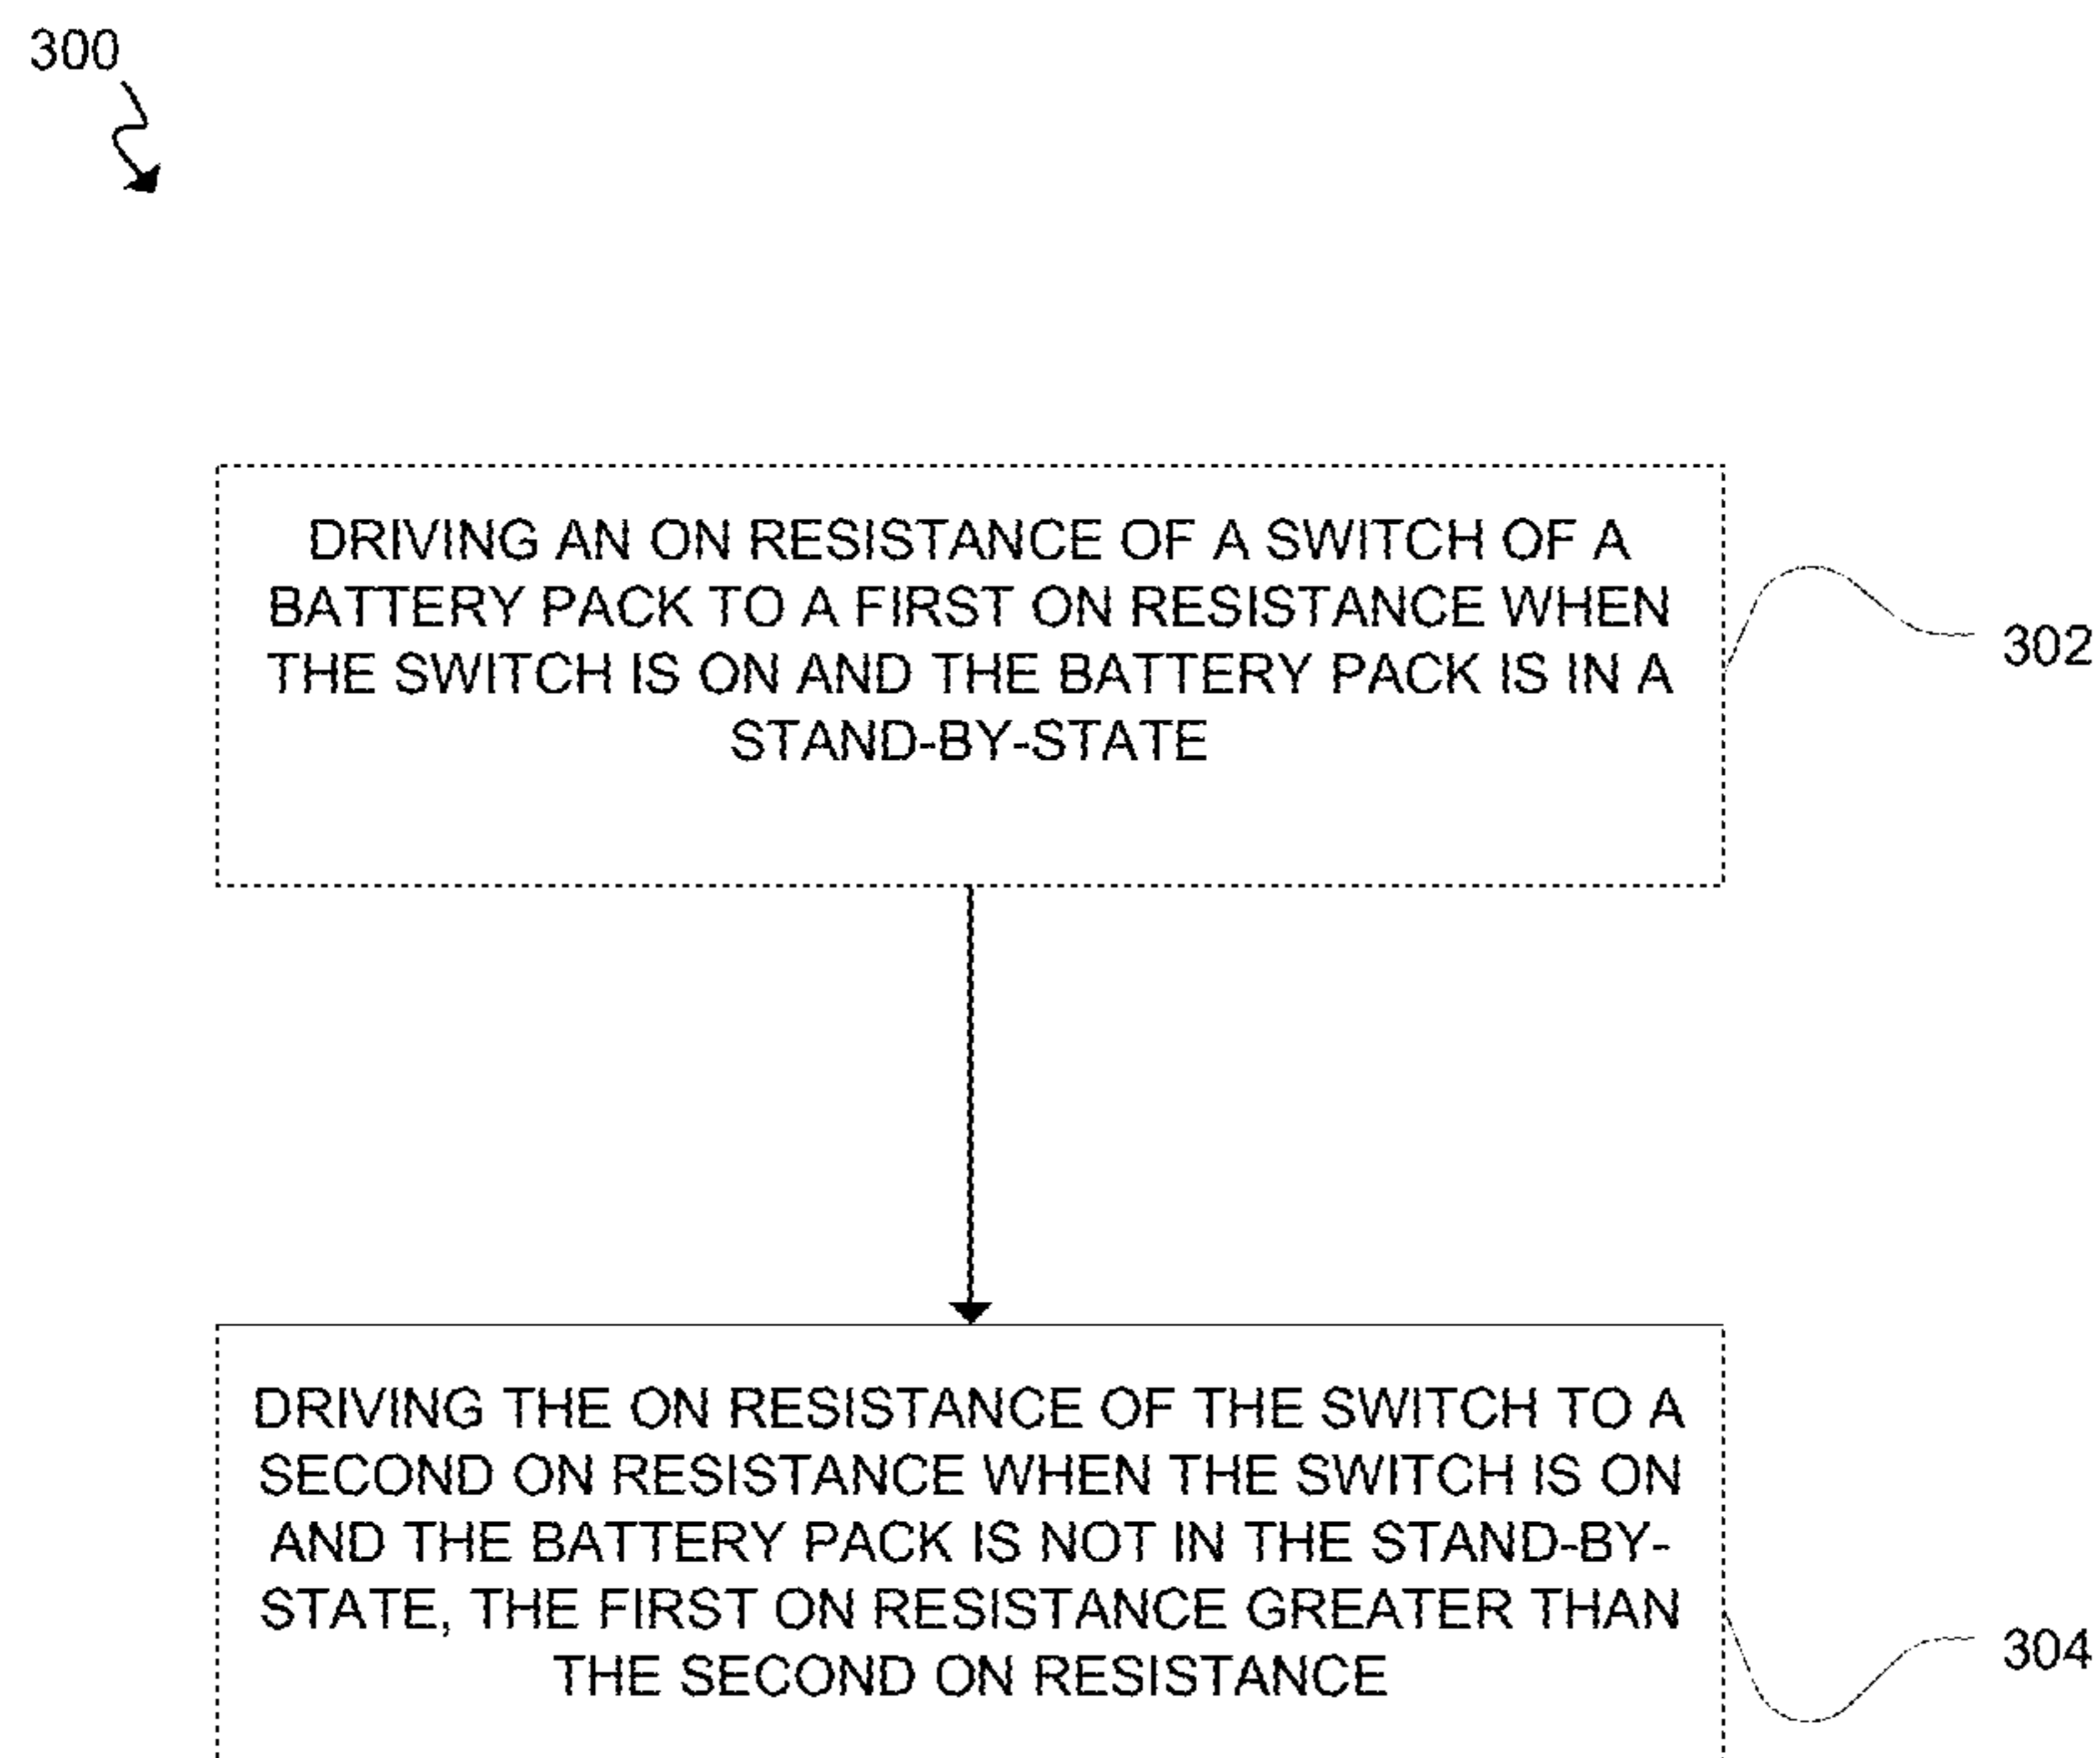 300
DRIVING AN ON RESISTANCE OF A SWITCH OF A
BATTERY PACK TO A FIRST ON RESISTANCE WHEN
THE SWITCH IS ON AND THE BATTERY PACK IS IN A
STAND-BY-STATE
302
DRIVING THE ON RESISTANCE OF THE SWITCH TO A
SECOND ON RESISTANCE WHEN THE SWITCH IS ON
AND THE BATTERY PACK IS NOT IN THE STAND-BY-
STATE, THE FIRST ON RESISTANCE GREATER THAN
THE SECOND ON RESISTANCE
304